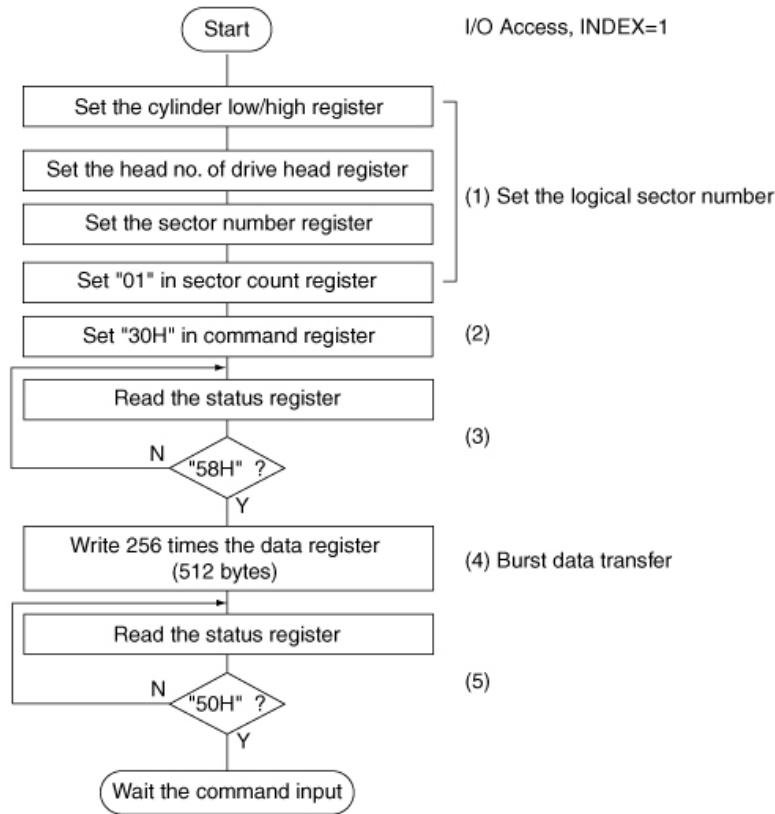 Start
I/O Access, INDEX=1
Set the cylinder low/high register
Set the head no. of drive head register
(1) Set the logical sector number
Set the sector number register
Set "01" in sector count register
Set "30H" in command register
(2)
Read the status register
(3)
N
"58H" ?
Y
Write 256 times the data register
(512 bytes)
(4) Burst data transfer
Read the status register
(5)
N
"50H" ?
Y
Wait the command input